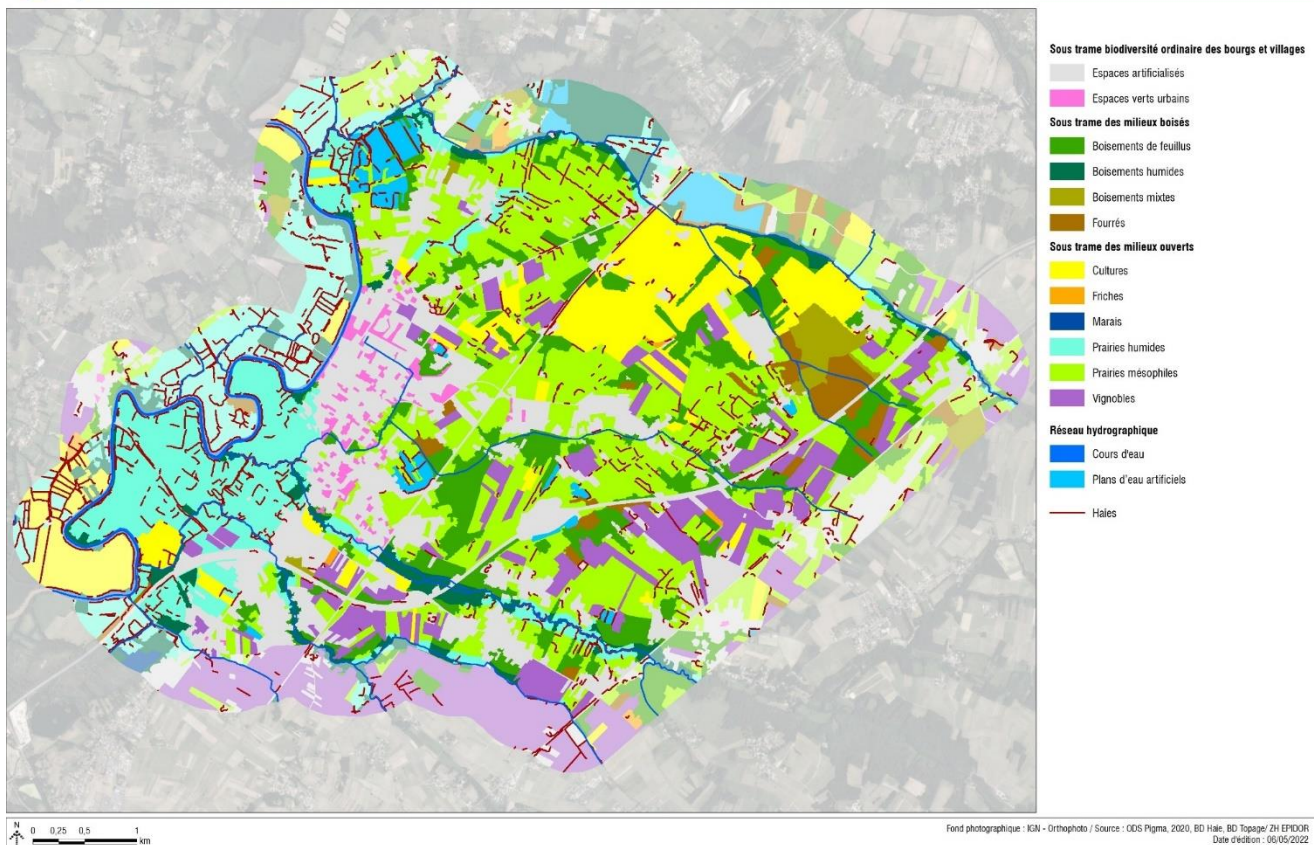 Sous trame biodiversité ordinaire des bourgs et villages
Espaces artificialisés
Espaces verts urbains
Sous trame des milieux boisés
Boisements de feuillus
Boisements humides
Boisements mixtes
Fourrés
Sous trame des milieux ouverts
Cultures
Friches
Marais
Prairies humides
Prairies mésophiles
Vignobles
Réseau hydrographique
Cours d'eau
Plans d'eau artificiels
Haies
N
0 0,25 0,5 1
km
Fond photographique : IGN - Orthophoto / Source : ODS Pigma, 2020, BD Haie, BD Topage/ ZH EPIDOR
Date d'édition : 06/05/2022